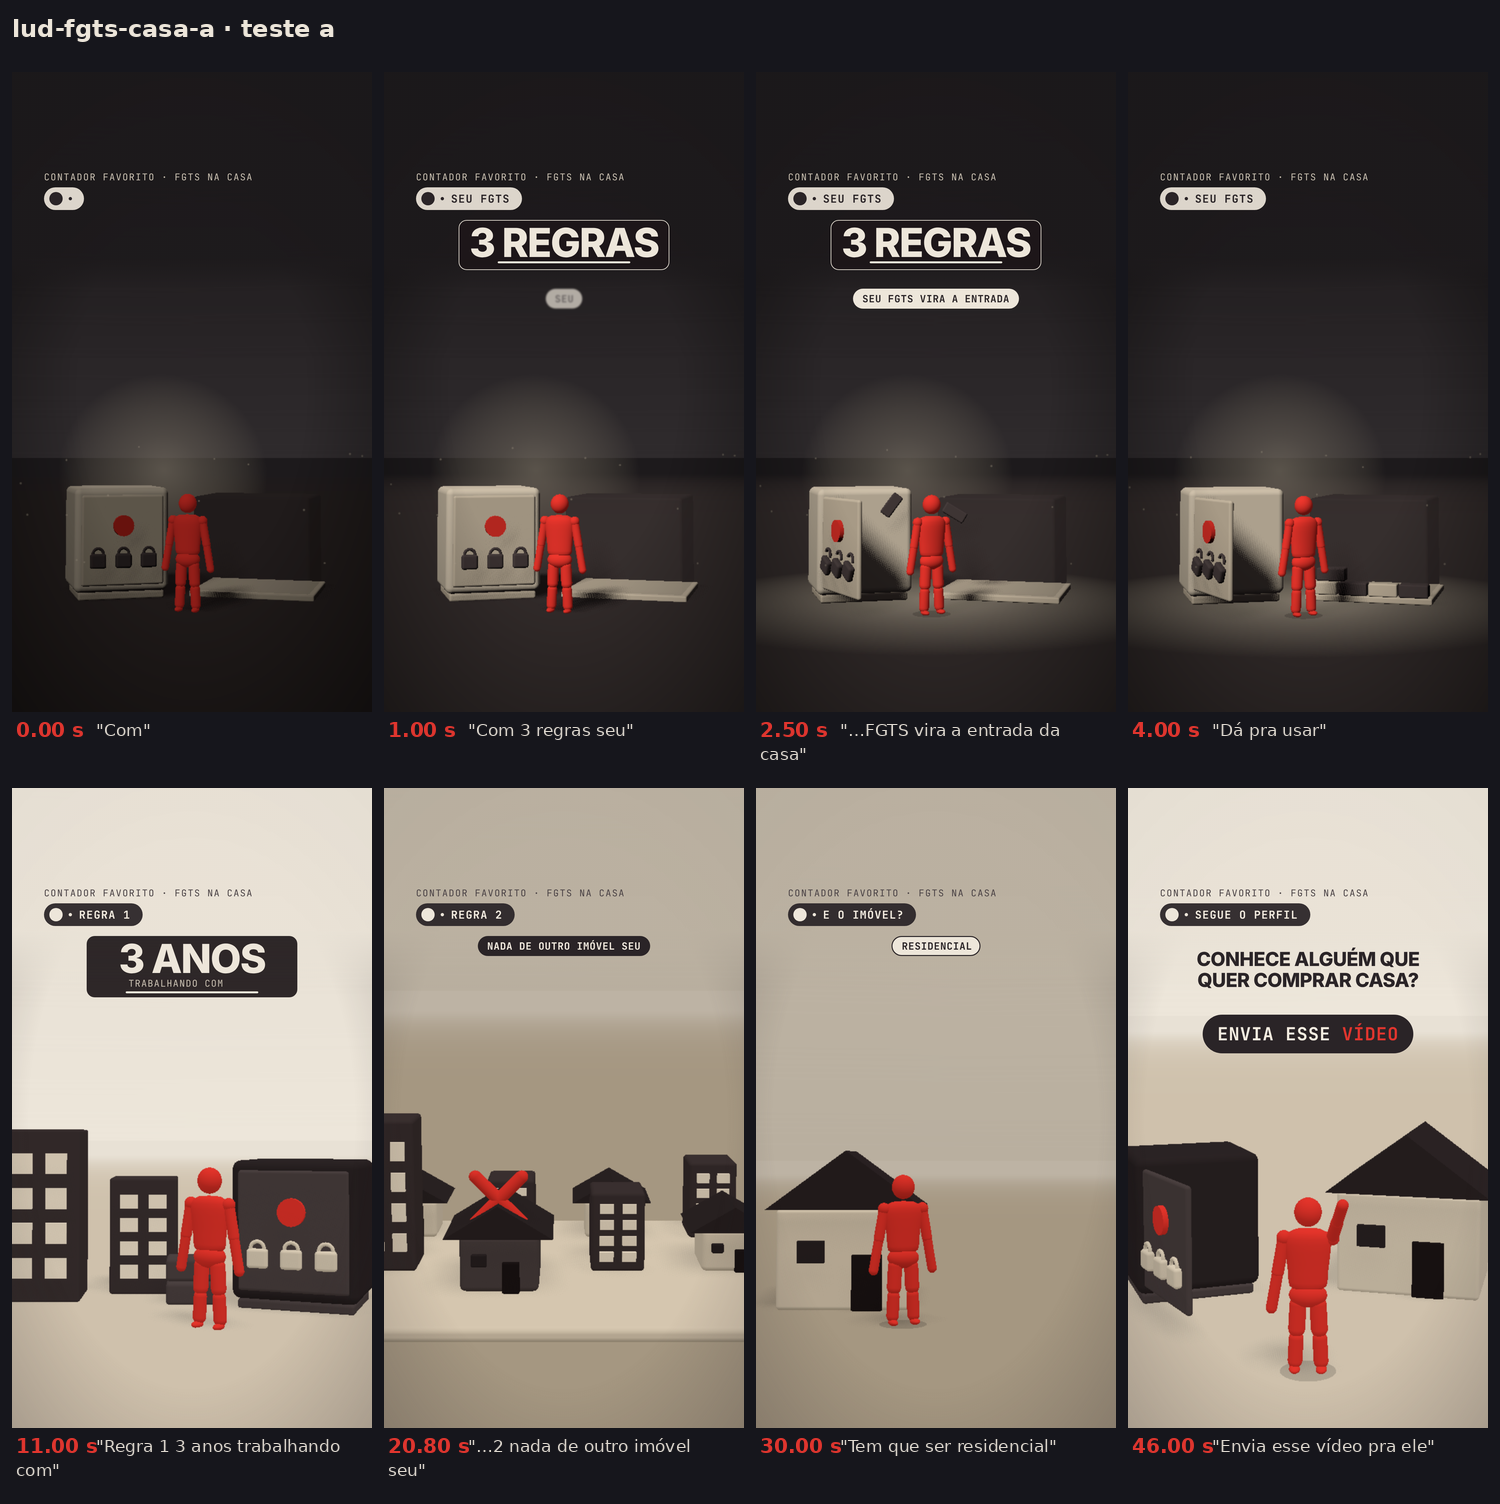 lud-fgts-casa-a · teste a
CONTADOR FAVORITO · FGTS NA CASA
CONTADOR FAVORITO · FGTS NA CASA
• SEU FGTS
3 REGRAS
SEU
CONTADOR FAVORITO · FGTS NA CASA
• SEU FGTS
3 REGRAS
SEU FGTS VIRA A ENTRADA
CONTADOR FAVORITO · FGTS NA CASA
• SEU FGTS
0.00 s "Com"
1.00 s "Com 3 regras seu"
2.50 s "...FGTS vira a entrada da
casa"
4.00 s "Dá pra usar"
CONTADOR FAVORITO · FGTS NA CASA
• REGRA 1
3 ANOS
TRABALHANDO COM
CONTADOR FAVORITO · FGTS NA CASA
• REGRA 2
NADA DE OUTRO IMÓVEL SEU
CONTADOR FAVORITO · FGTS NA CASA
• E O IMÓVEL?
RESIDENCIAL
CONTADOR FAVORITO · FGTS NA CASA
• SEGUE O PERFIL
CONHECE ALGUÉM QUE
QUER COMPRAR CASA?
ENVIA ESSE VÍDEO
11.00 s "Regra 1 3 anos trabalhando
com"
20.80 s "...2 nada de outro imóvel
seu"
30.00 s "Tem que ser residencial"
46.00 s "Envia esse vídeo pra ele"